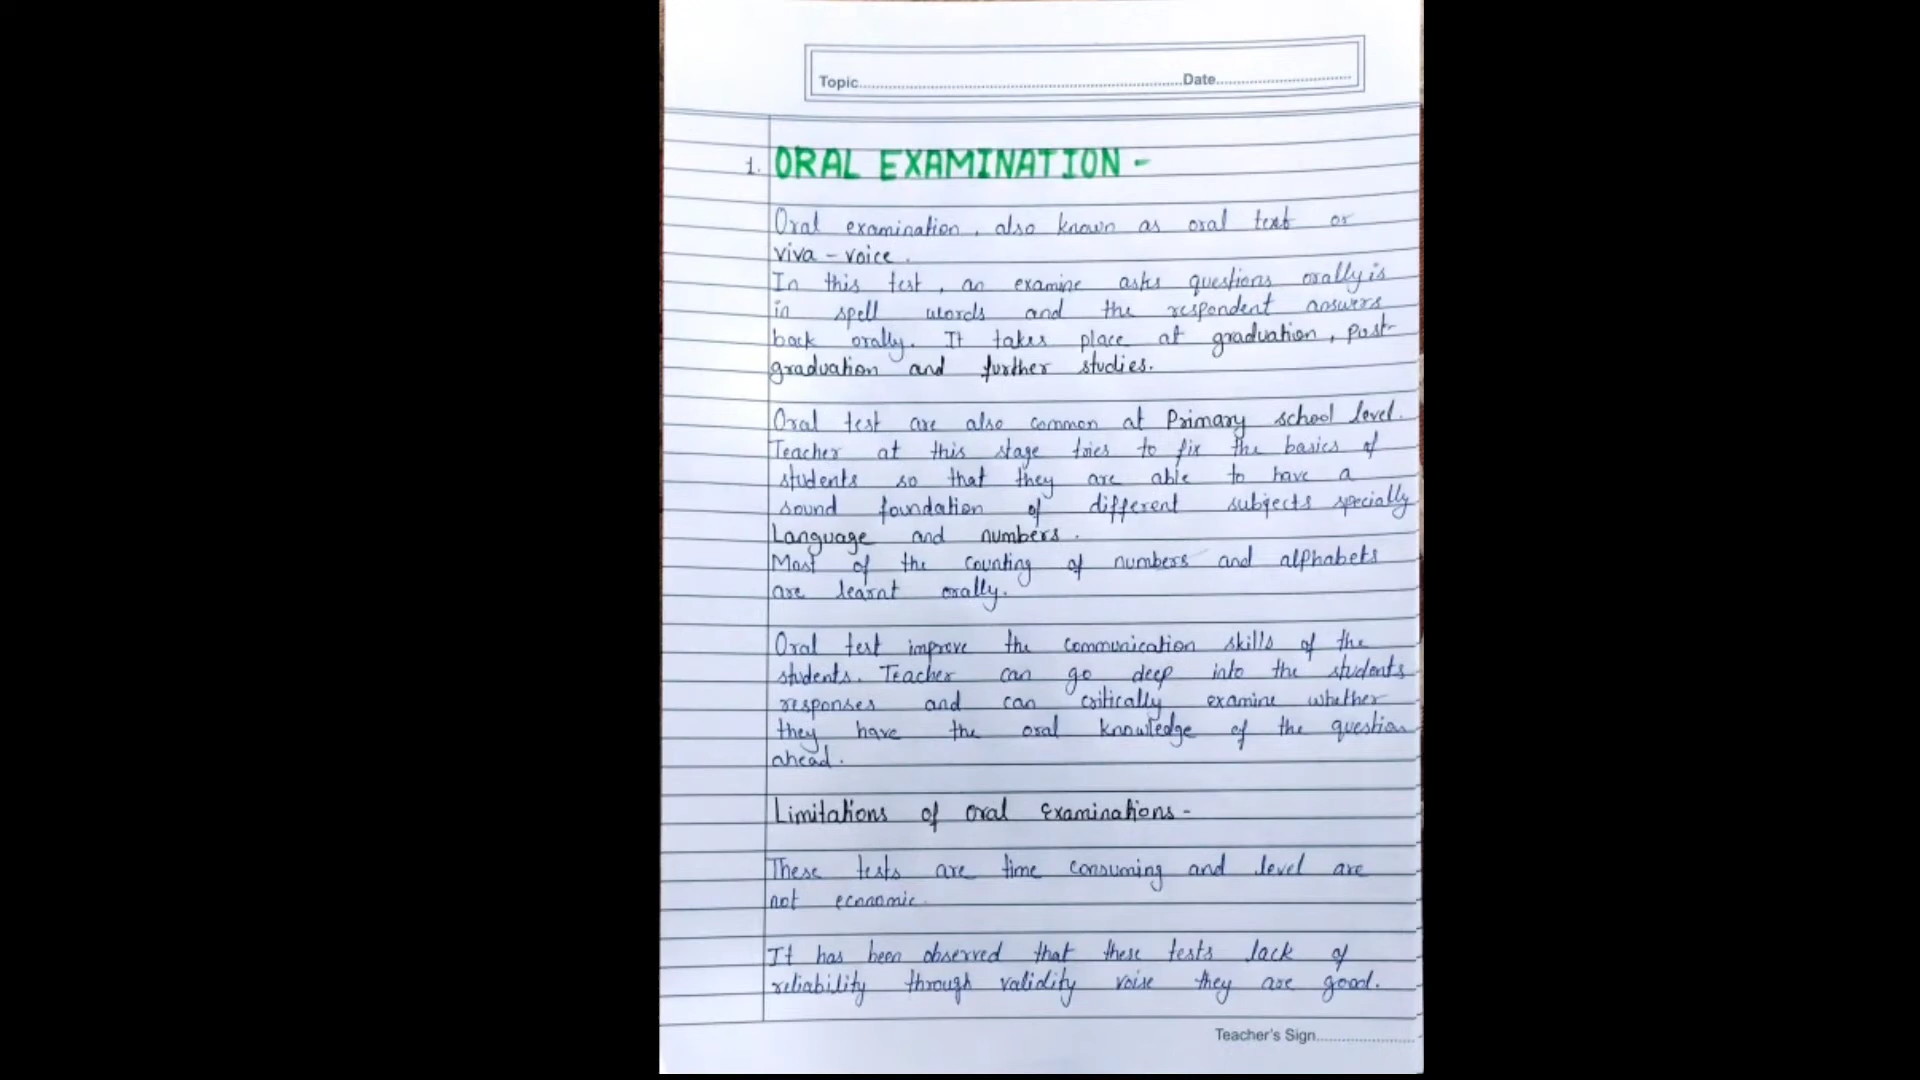 Topic Date
1. ORAL EXAMINATION -
Oral examination, also known as oral text or
viva - voice.
In this test, an examine asks questions orally is
in spell words and the respondent answers
back orally. It takes place at graduation, post-
graduation and further studies.
Oral test are also common at Primary school level.
Teacher at this stage tries to fix the basics of
students so that they are able to have a
sound foundation of different subjects specially
Language and numbers.
Most of the counting of numbers and alphabets
are learnt orally.
Oral test improve the communication skills of the
students. Teacher can go deep into the students
responses and can critically examine whether
they have the oral knowledge of the question
ahead.
Limitations of oral examinations -
These tests are time consuming and level are
not economic.
It has been observed that these tests lack of
reliability through validity voise they are good.
Teacher's Sign